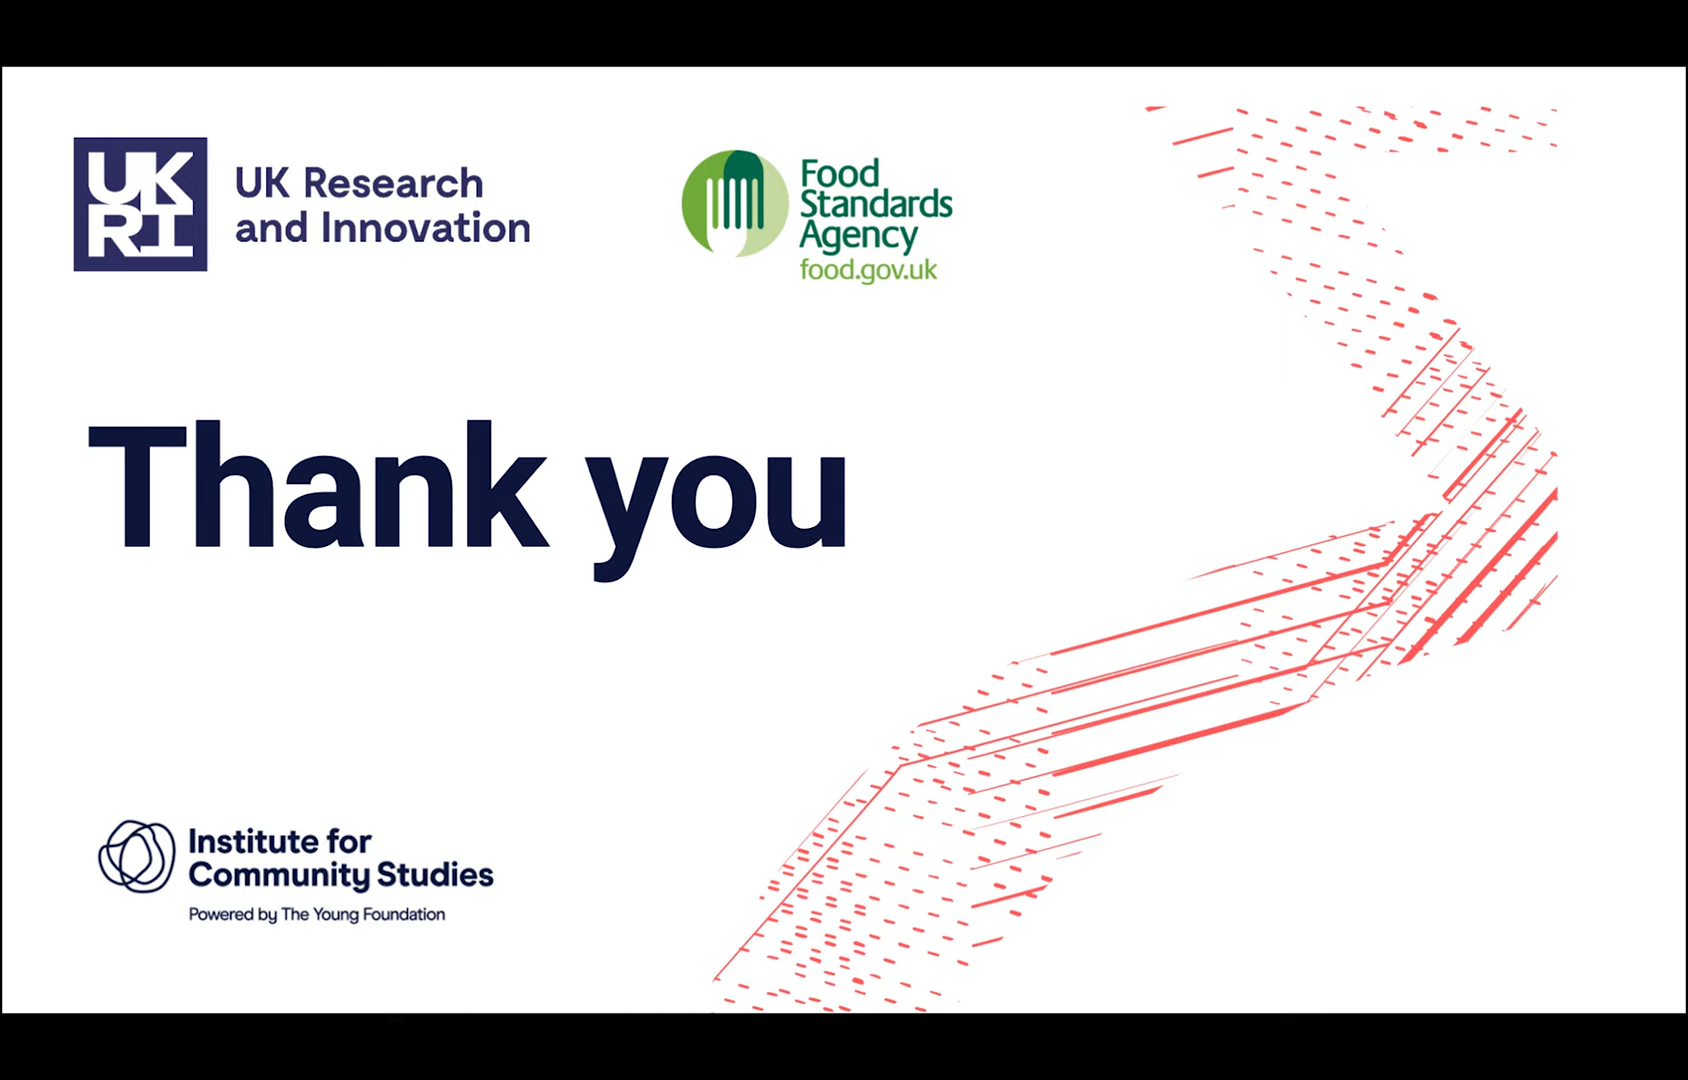 UK
RI
UK Research
and Innovation
Food
Standards
Agency
food.gov.uk
Thank you
Institute for
Community Studies
Powered by The Young Foundation